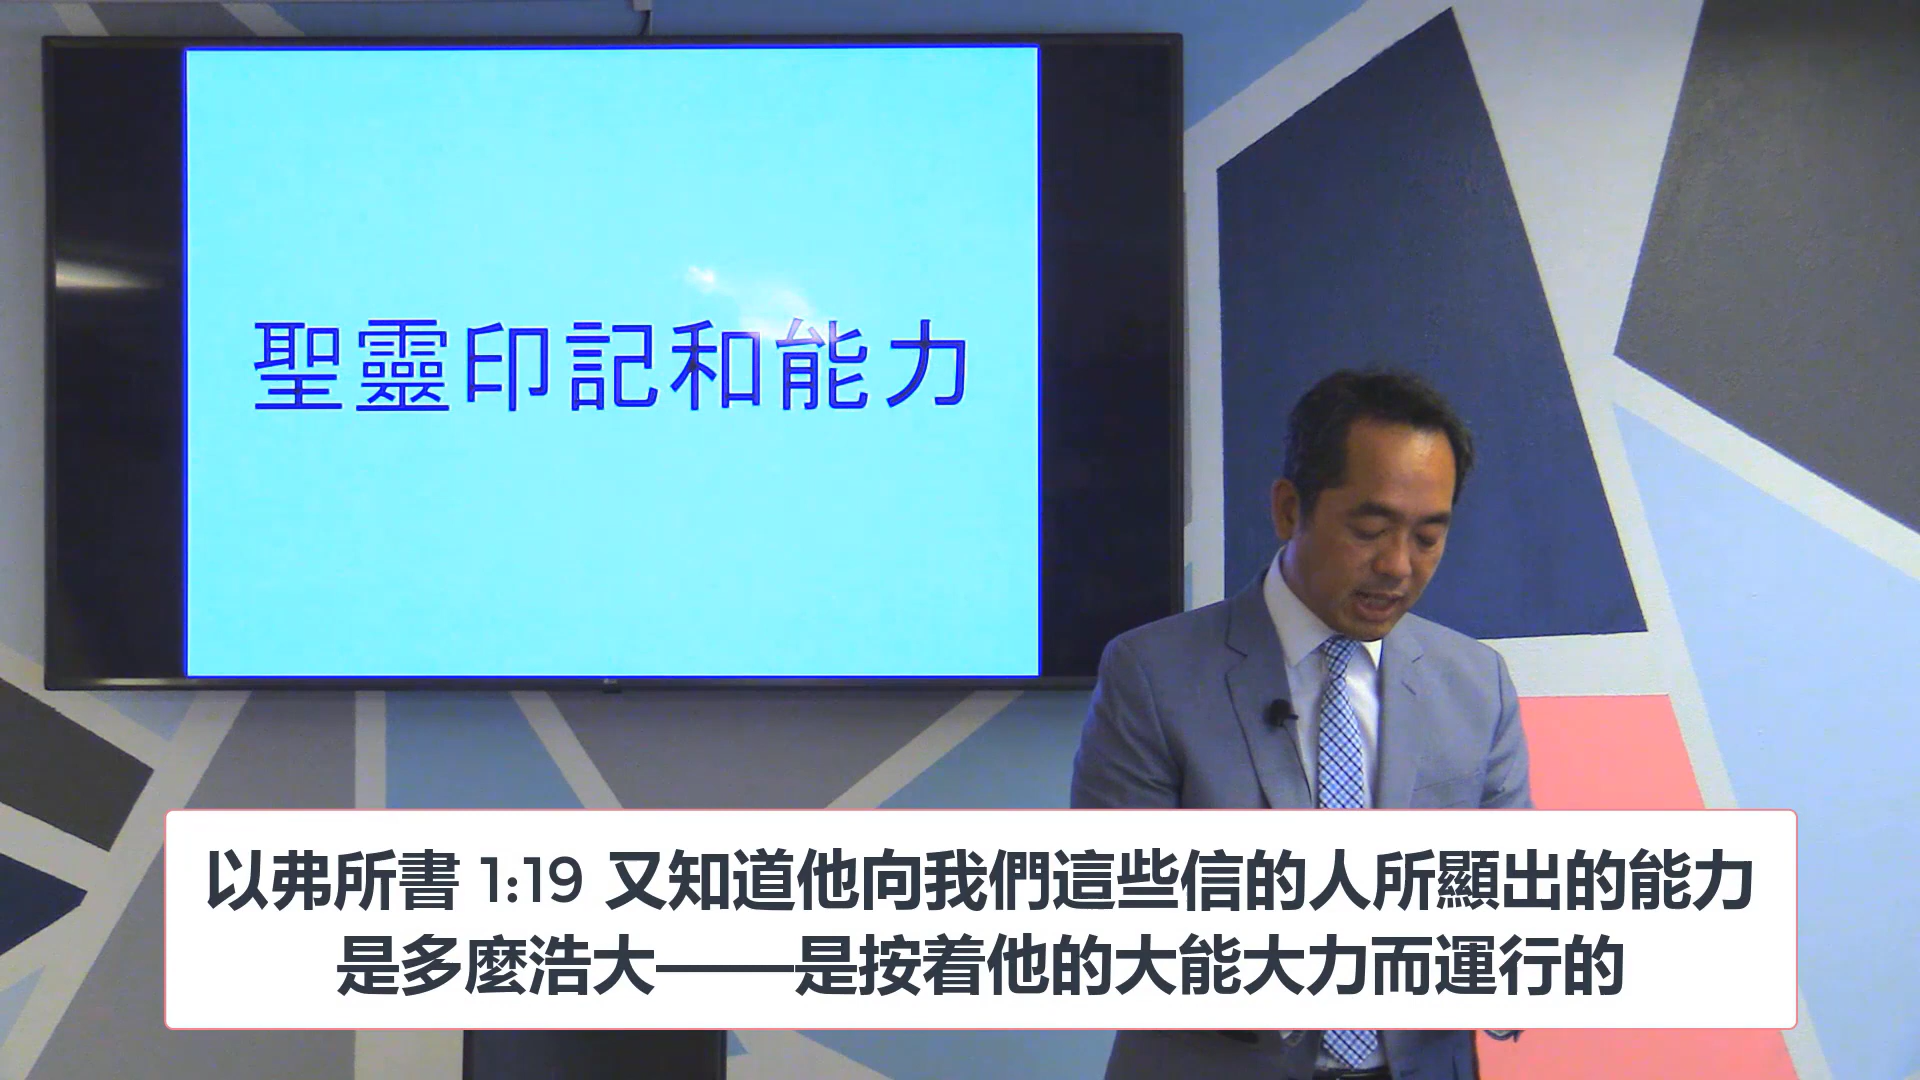 聖靈印記和能力
以弗所書 1:19 又知道他向我們這些信的人所顯出的能力
是多麼浩大——是按着他的大能大力而運行的